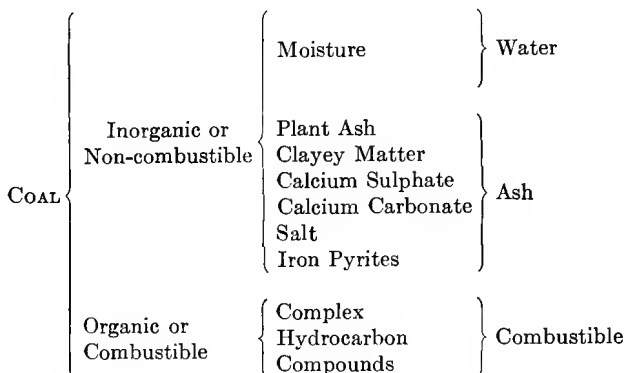 Moisture
Water
Inorganic or
Non-combustible
Plant Ash
Clayey Matter
Calcium Sulphate
Calcium Carbonate
Salt
Iron Pyrites
Ash
COAL
Organic or
Combustible
Complex
Hydrocarbon
Compounds
Combustible